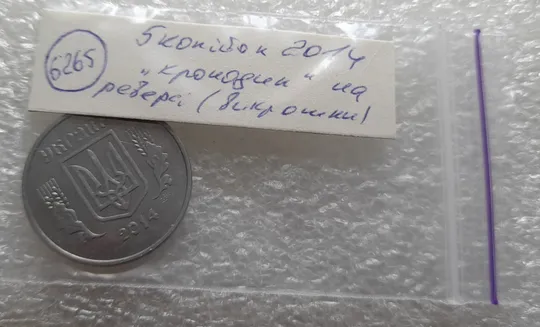 6265
5 копійок 2014
„крокодил“ на
реверсі (викрошки)
УКРАЇНА
2014